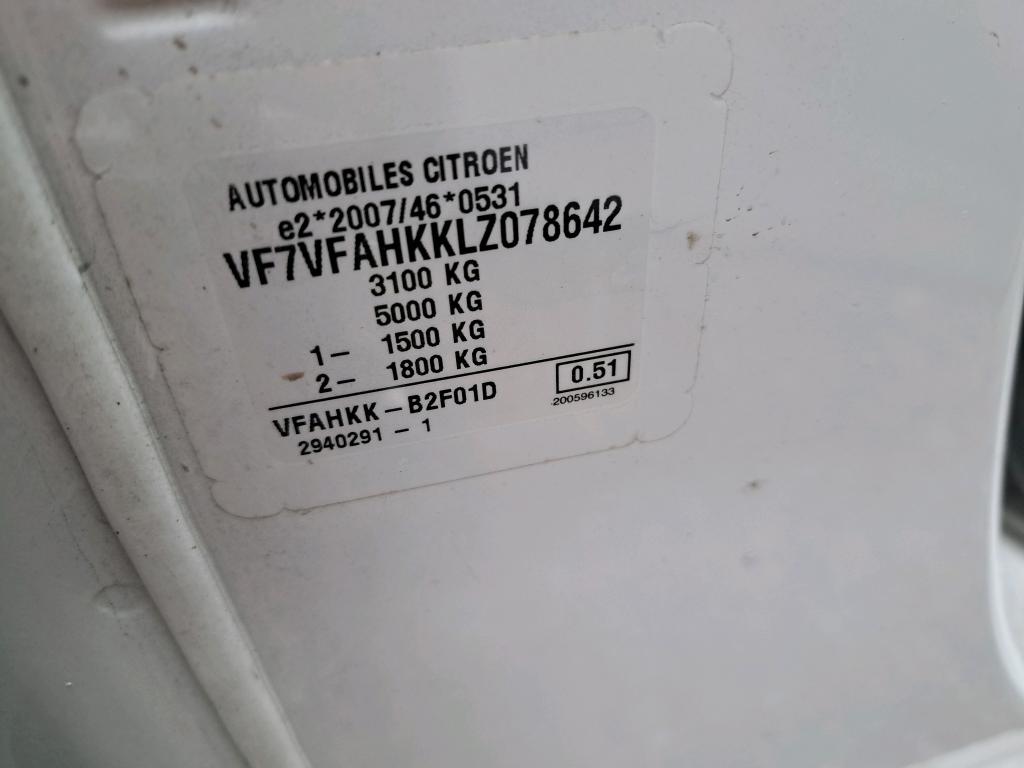 AUTOMOBILES CITROEN
e2*2007/46*0531
VF7VFAHKKLZ078642
3100 KG
5000 KG
1- 1500 KG
2- 1800 KG
VFAHKK-B2F01D 0.51
2940291-1 200596133